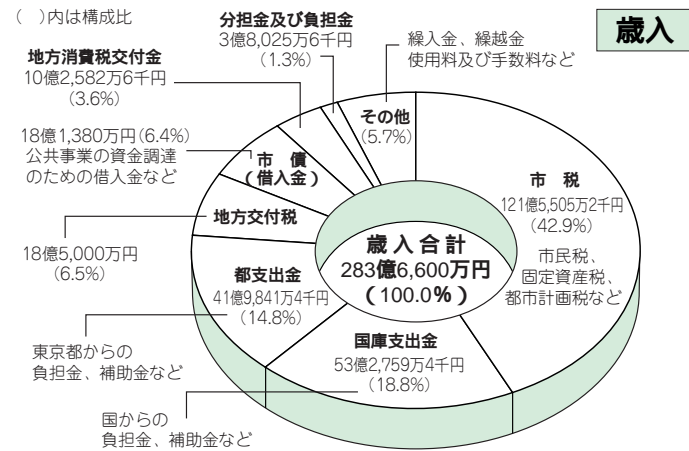 (　)内は構成比
歳入
分担金及び負担金
3億8,025万6千円
(1.3%)
繰入金、繰越金
使用料及び手数料など
地方消費税交付金
10億2,582万6千円
(3.6%)
その他
(5.7%)
18億1,380万円(6.4%)
公共事業の資金調達
のための借入金など
市　債
(借入金)
市　税
121億5,505万2千円
(42.9%)
市民税、
固定資産税、
都市計画税など
地方交付税
18億5,000万円
(6.5%)
歳入合計
283億6,600万円
(100.0%)
都支出金
41億9,841万4千円
(14.8%)
東京都からの
負担金、補助金など
国庫支出金
53億2,759万4千円
(18.8%)
国からの
負担金、補助金など